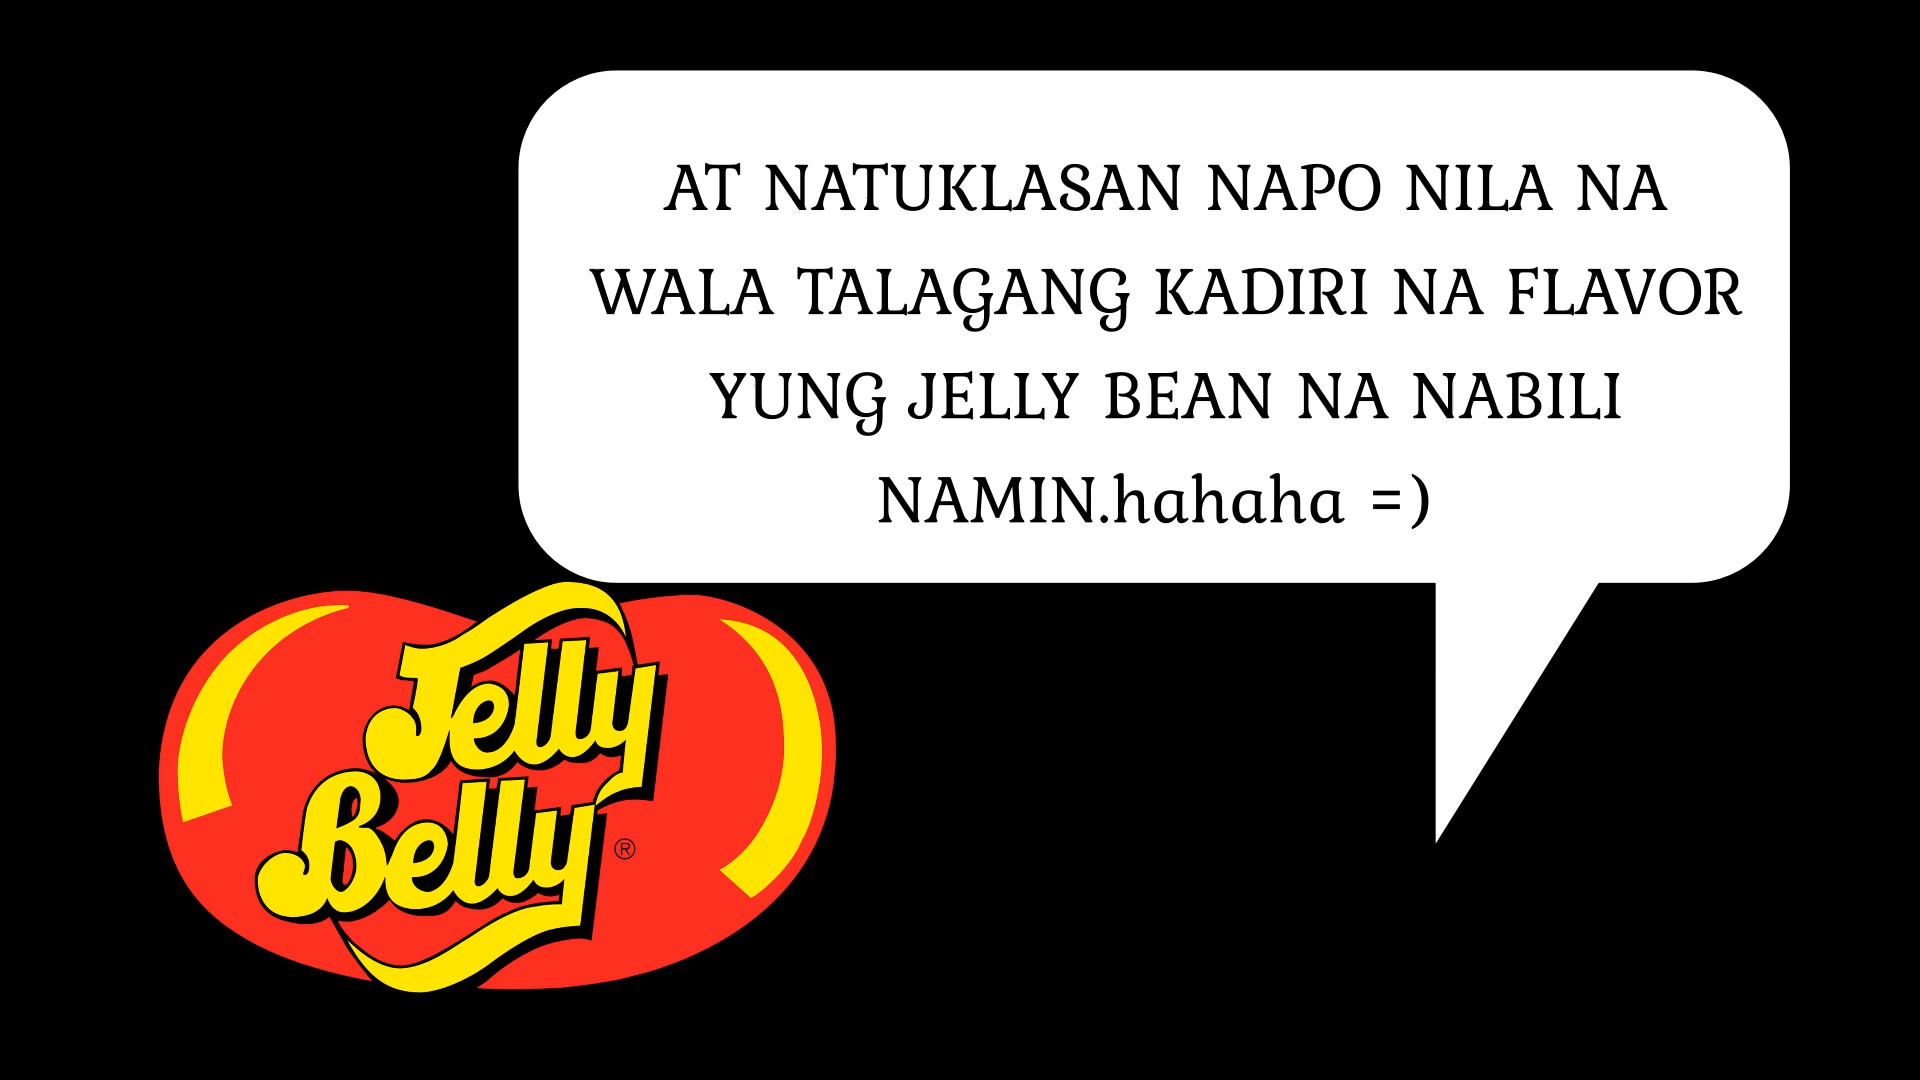 AT NATUKLASAN NAPO NILA NA
WALA TALAGANG KADIRI NA FLAVOR
YUNG JELLY BEAN NA NABILI
NAMIN.hahaha =)
Jelly
Belly ®